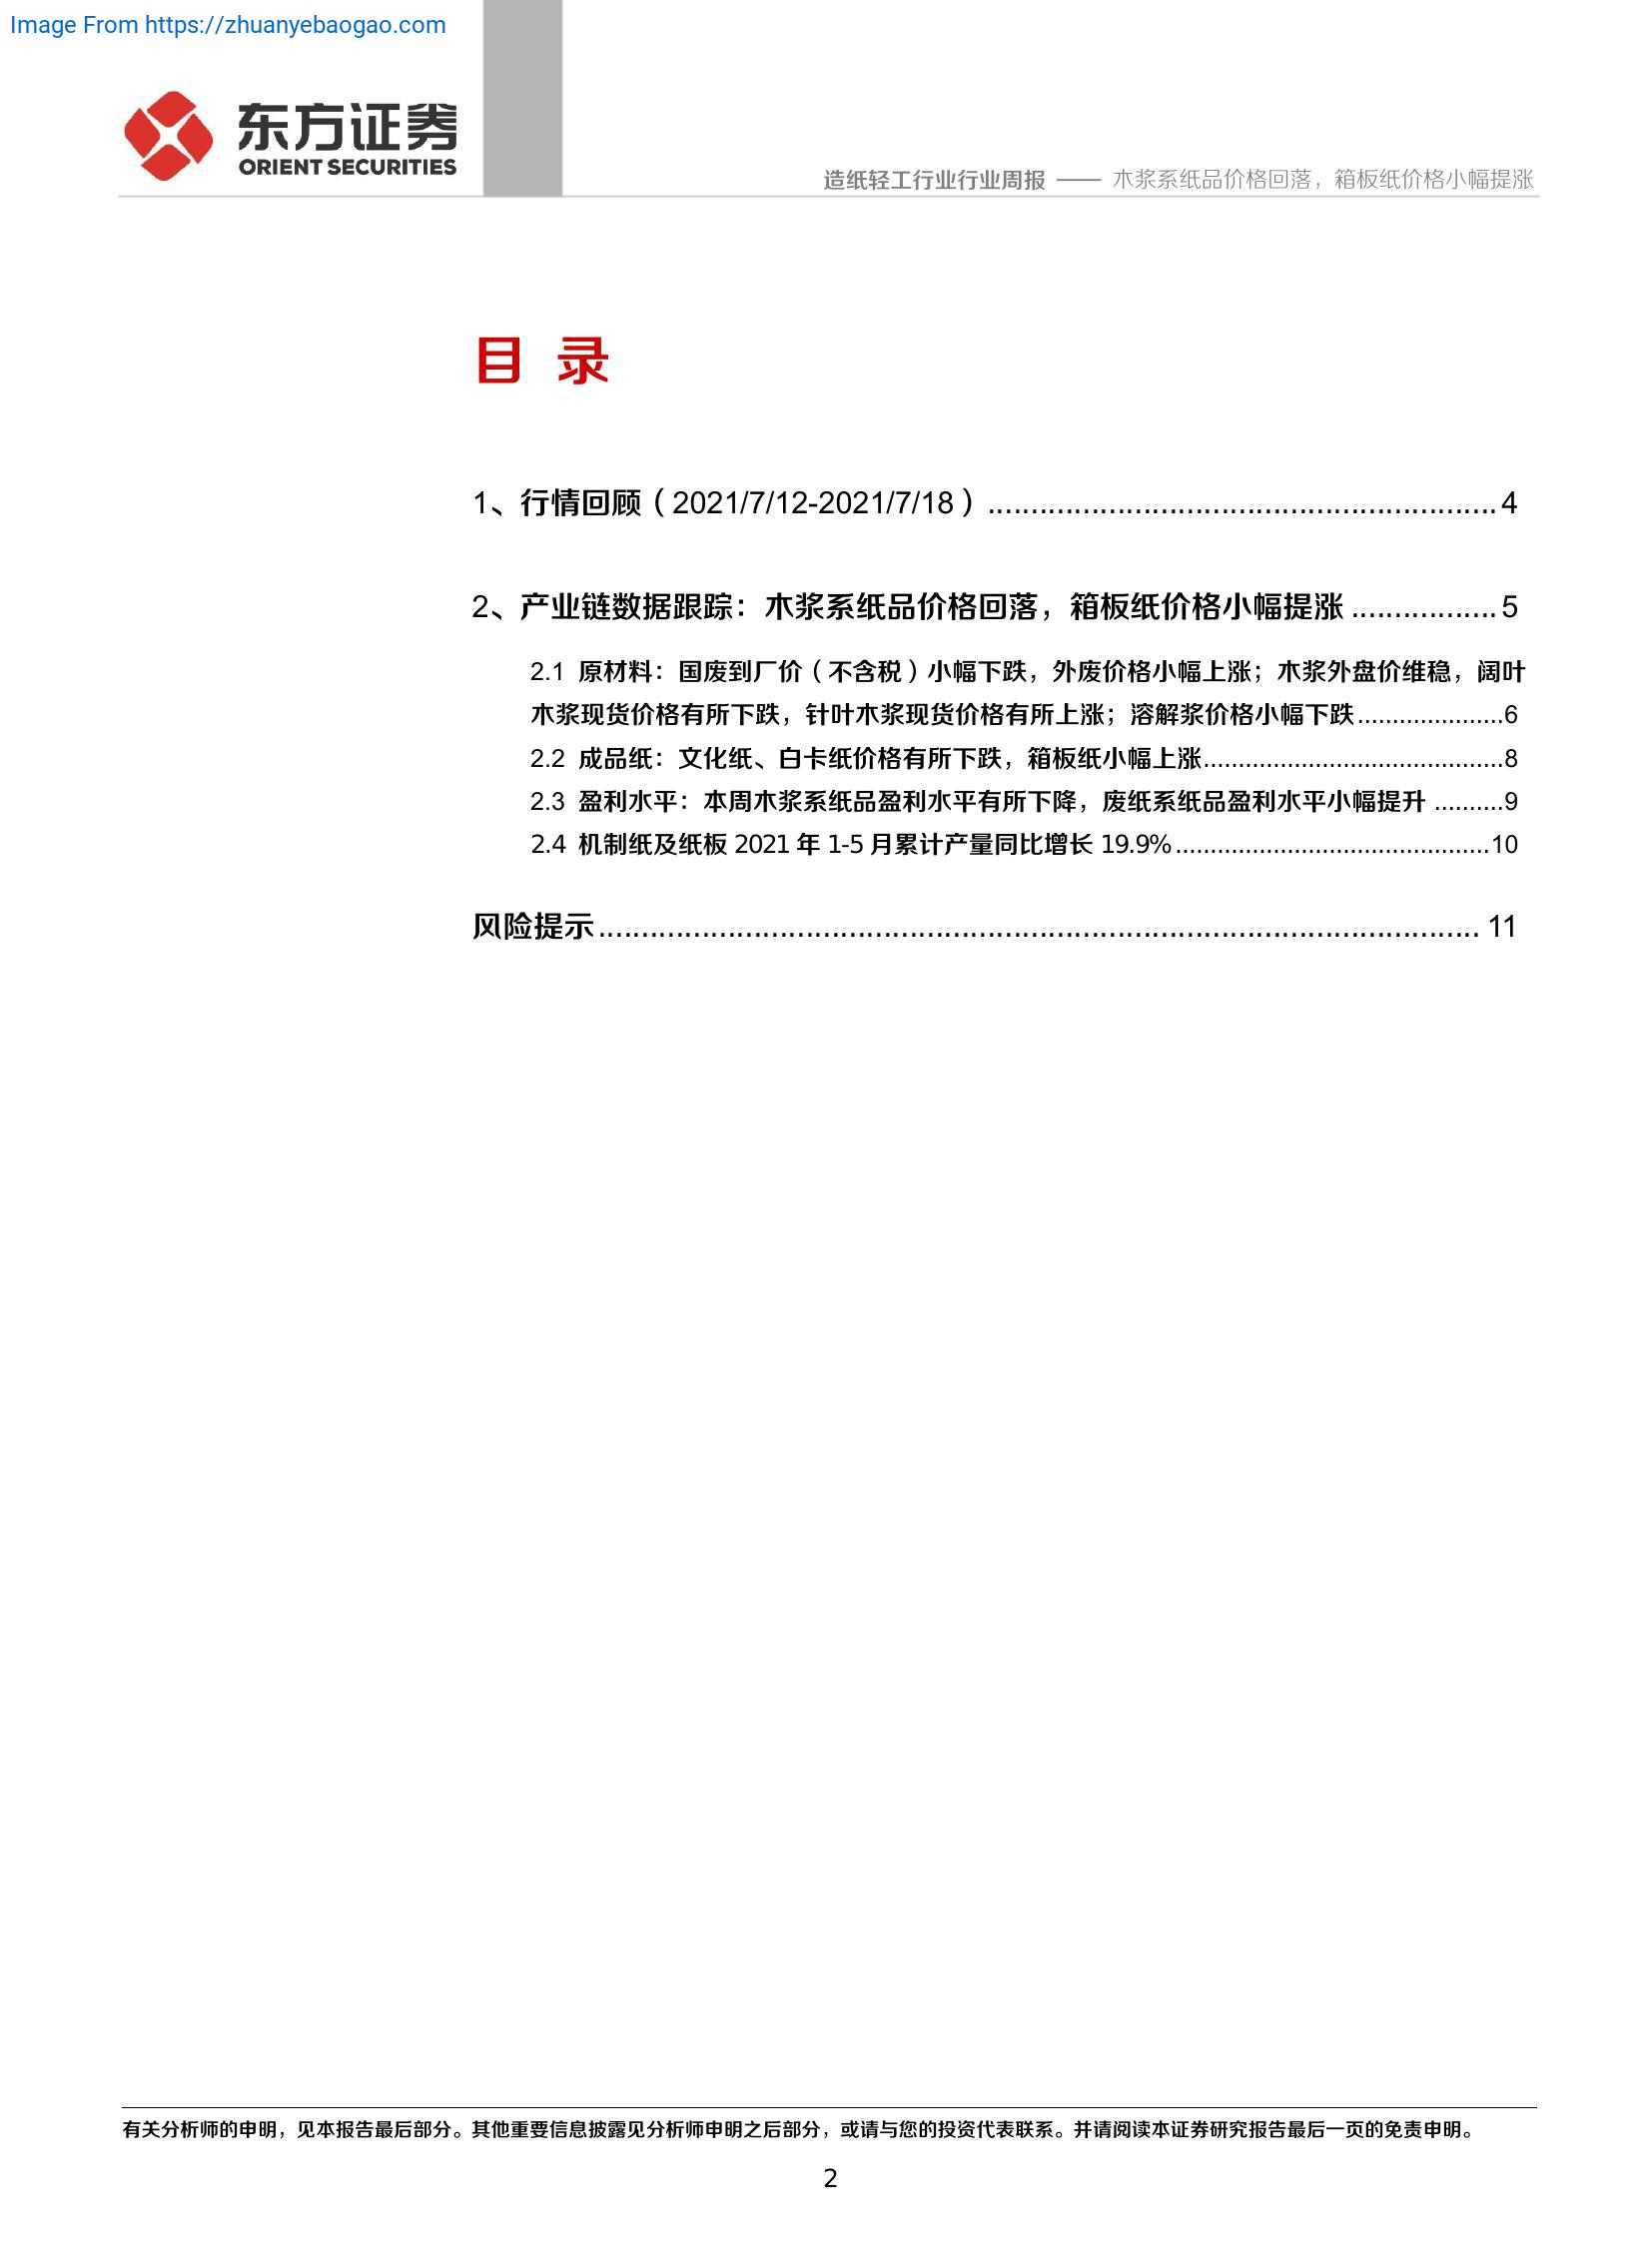 Image From https://zhuanyebaogao.com
东方证券
ORIENT SECURITIES
造纸轻工行业行业周报 —— 木浆系纸品价格回落，箱板纸价格小幅提涨
目 录
1、行情回顾（2021/7/12-2021/7/18）........................................................... 4
2、产业链数据跟踪：木浆系纸品价格回落，箱板纸价格小幅提涨 ................. 5
2.1 原材料：国废到厂价（不含税）小幅下跌，外废价格小幅上涨；木浆外盘价维稳，阔叶
木浆现货价格有所下跌，针叶木浆现货价格有所上涨；溶解浆价格小幅下跌.....................6
2.2 成品纸：文化纸、白卡纸价格有所下跌，箱板纸小幅上涨...........................................8
2.3 盈利水平：本周木浆系纸品盈利水平有所下降，废纸系纸品盈利水平小幅提升 ..........9
2.4 机制纸及纸板 2021 年 1-5 月累计产量同比增长 19.9%.............................................10
风险提示...................................................................................................... 11
有关分析师的申明，见本报告最后部分。其他重要信息披露见分析师申明之后部分，或请与您的投资代表联系。并请阅读本证券研究报告最后一页的免责申明。
2